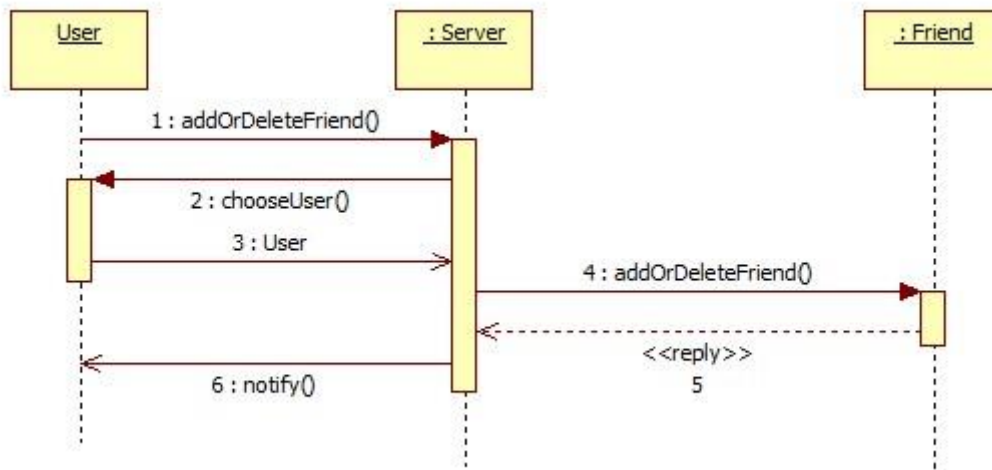 User
: Server
: Friend
1 : addOrDeleteFriend()
2 : chooseUser()
3 : User
4 : addOrDeleteFriend()
<<reply>>
5
6 : notify()